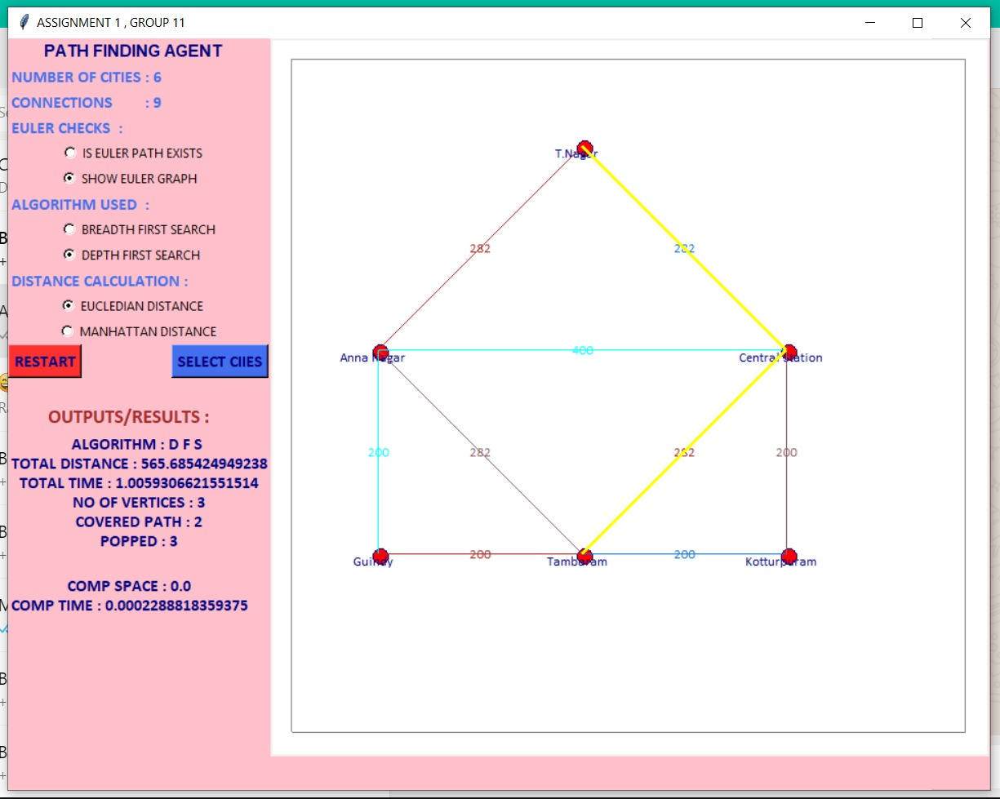 ASSIGNMENT 1 , GROUP 11
PATH FINDING AGENT
NUMBER OF CITIES : 6
CONNECTIONS : 9
EULER CHECKS :
IS EULER PATH EXISTS
SHOW EULER GRAPH
ALGORITHM USED :
BREADTH FIRST SEARCH
DEPTH FIRST SEARCH
DISTANCE CALCULATION :
EUCLEDIAN DISTANCE
MANHATTAN DISTANCE
RESTART
SELECT CIIES
OUTPUTS/RESULTS :
ALGORITHM : D F S
TOTAL DISTANCE : 565.685424949238
TOTAL TIME : 1.0059306621551514
NO OF VERTICES : 3
COVERED PATH : 2
POPPED : 3
COMP SPACE : 0.0
COMP TIME : 0.0002288818359375
T.Nagar
282
282
400
Anna Nagar
Central station
200
282
282
200
200
200
Guindy
Tambaram
Kotturpuram